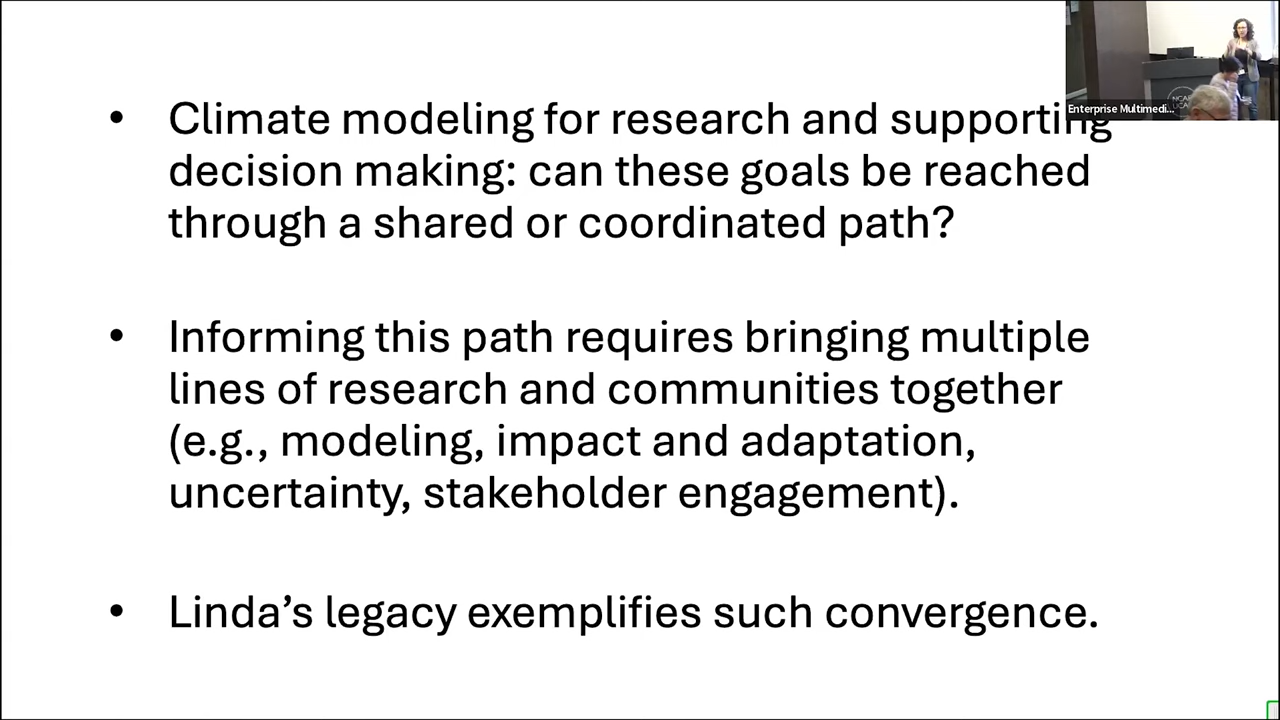 • Climate modeling for research and supporting
decision making: can these goals be reached
through a shared or coordinated path?
• Informing this path requires bringing multiple
lines of research and communities together
(e.g., modeling, impact and adaptation,
uncertainty, stakeholder engagement).
• Linda’s legacy exemplifies such convergence.
Enterprise Multimedi...
NCAR
UCAR